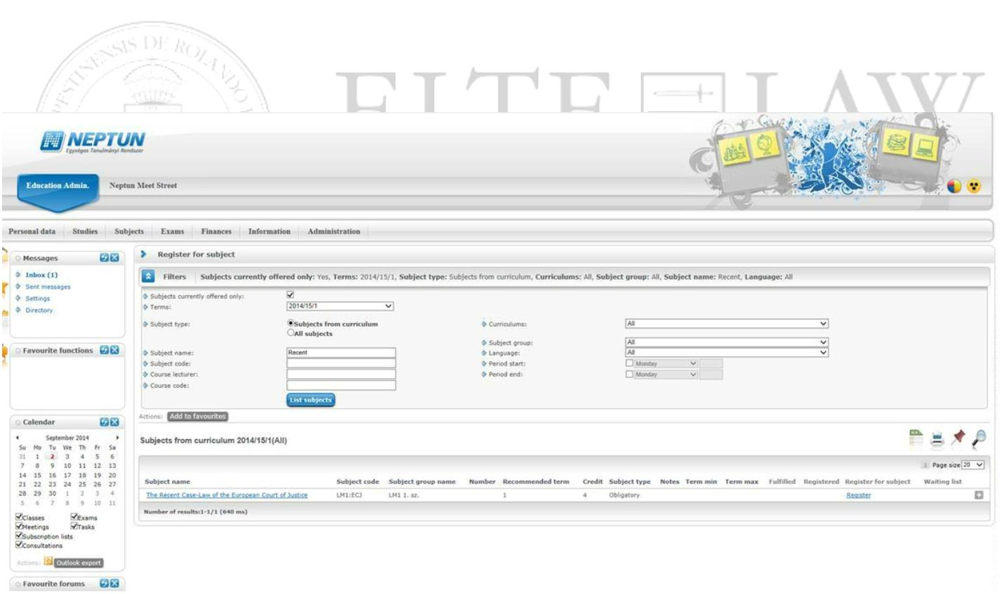 ESTINENSIS DE ROLANDO
ELTE LAW
NEPTUN
Egységes Tanulmányi Rendszer
Education Admin. Neptun Meet Street
Personal data Studies Subjects Exams Finances Information Administration
Messages
Inbox (1)
Sent messages
Settings
Directory
Favourite functions
Calendar
September 2014
Su Mo Tu We Th Fr Sa
31 1 2 3 4 5 6
7 8 9 10 11 12 13
14 15 16 17 18 19 20
21 22 23 24 25 26 27
28 29 30 1 2 3 4
5 6 7 8 9 10 11
Classes Exams
Meetings Tasks
Subscription lists
Consultations
Actions: Outlook export
Favourite forums
Register for subject
Filters Subjects currently offered only: Yes, Terms: 2014/15/1, Subject type: Subjects from curriculum, Curriculums: All, Subject group: All, Subject name: Recent, Language: All
Subjects currently offered only:
Terms: 2014/15/1
Subject type: Subjects from curriculum Curriculums: All
All subjects
Subject group: All
Subject name: Recent Language: All
Subject code: Period start: Monday
Course lecturer: Period end: Monday
Course code:
List subjects
Actions: Add to favourites
Subjects from curriculum 2014/15/1(All)
Page size 20
Subject name Subject code Subject group name Number Recommended term Credit Subject type Notes Term min Term max Fulfilled Registered Register for subject Waiting list
The Recent Case-Law of the European Court of Justice LM1:ECJ LM1 1. sz. 1 4 Obligatory Register
Number of results:1-1/1 (640 ms)